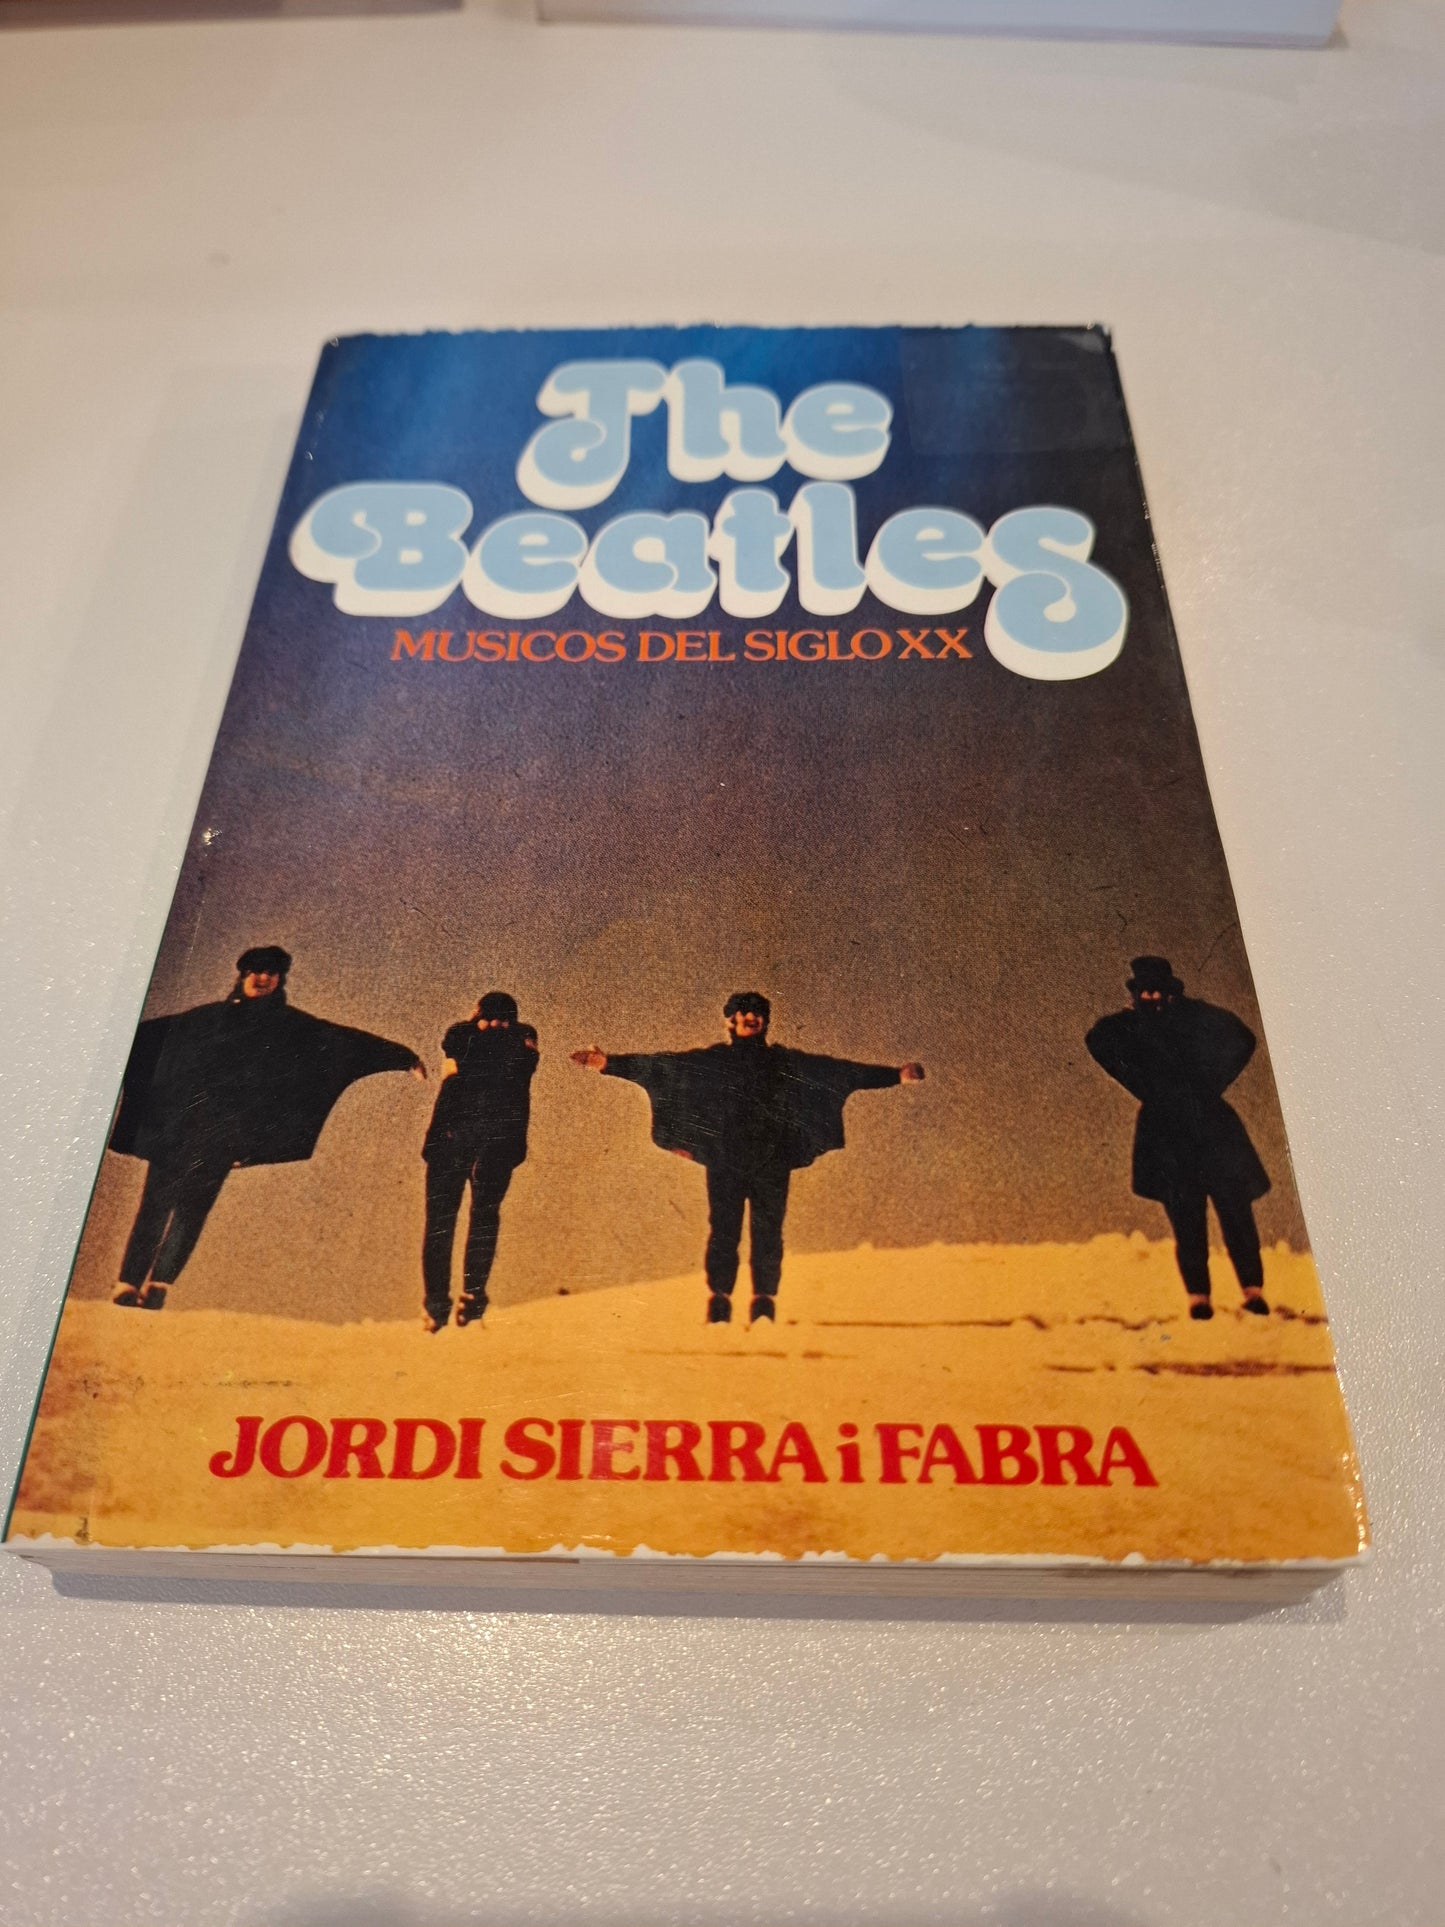 The
Beatles
MUSICOS DEL SIGLO XX
JORDI SIERRA i FABRA